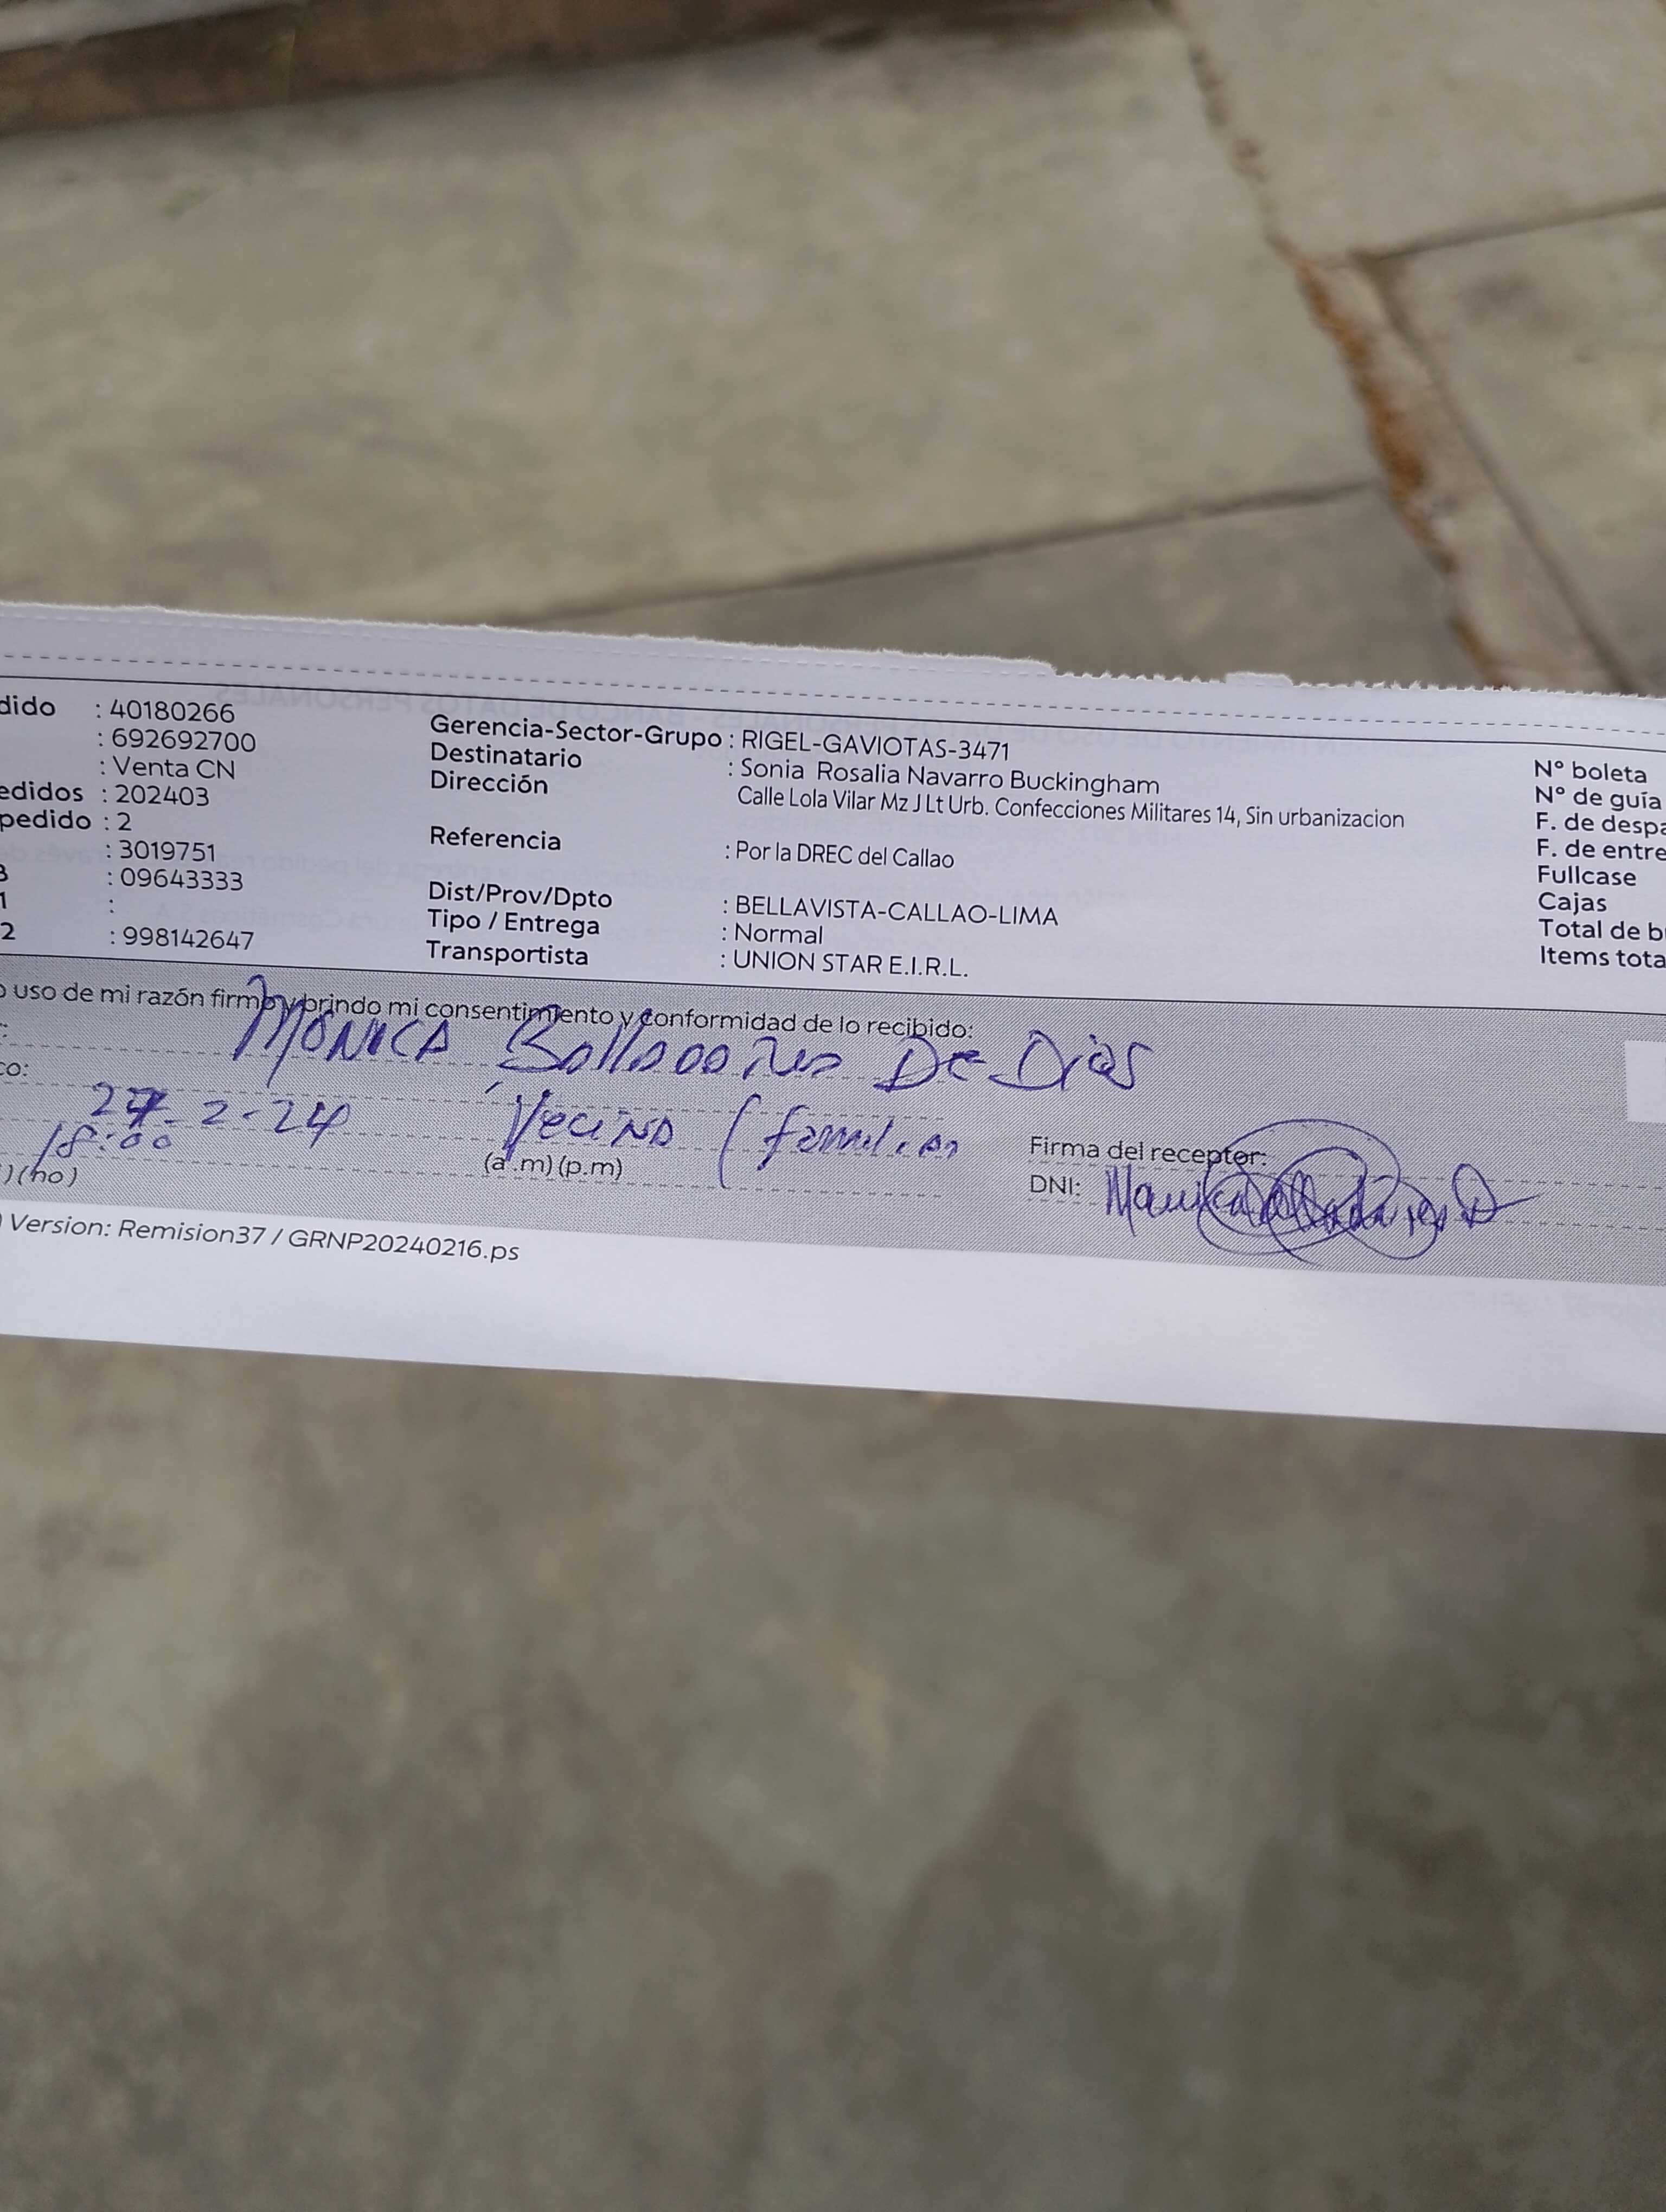 dido : 40180266
: 692692700
: Venta CN
edidos : 202403
pedido : 2
: 3019751
3 : 09643333
1 :
2 : 998142647
Gerencia-Sector-Grupo : RIGEL-GAVIOTAS-3471
Destinatario : Sonia Rosalia Navarro Buckingham
Dirección Calle Lola Vilar Mz J Lt Urb. Confecciones Militares 14, Sin urbanizacion
Referencia : Por la DREC del Callao
Dist/Prov/Dpto : BELLAVISTA-CALLAO-LIMA
Tipo / Entrega : Normal
Transportista : UNION STAR E.I.R.L.
N° boleta
N° de guía
F. de despa
F. de entre
Fullcase
Cajas
Total de b
Items tota
o uso de mi razón firmo y brindo mi consentimiento y conformidad de lo recibido:
: MONICA De Dios
co:
27-2-24 Vecina (familiar
18:00 (a.m)(p.m)
)(no)
Firma del receptor:
DNI:
) Version: Remision37 / GRNP20240216.ps